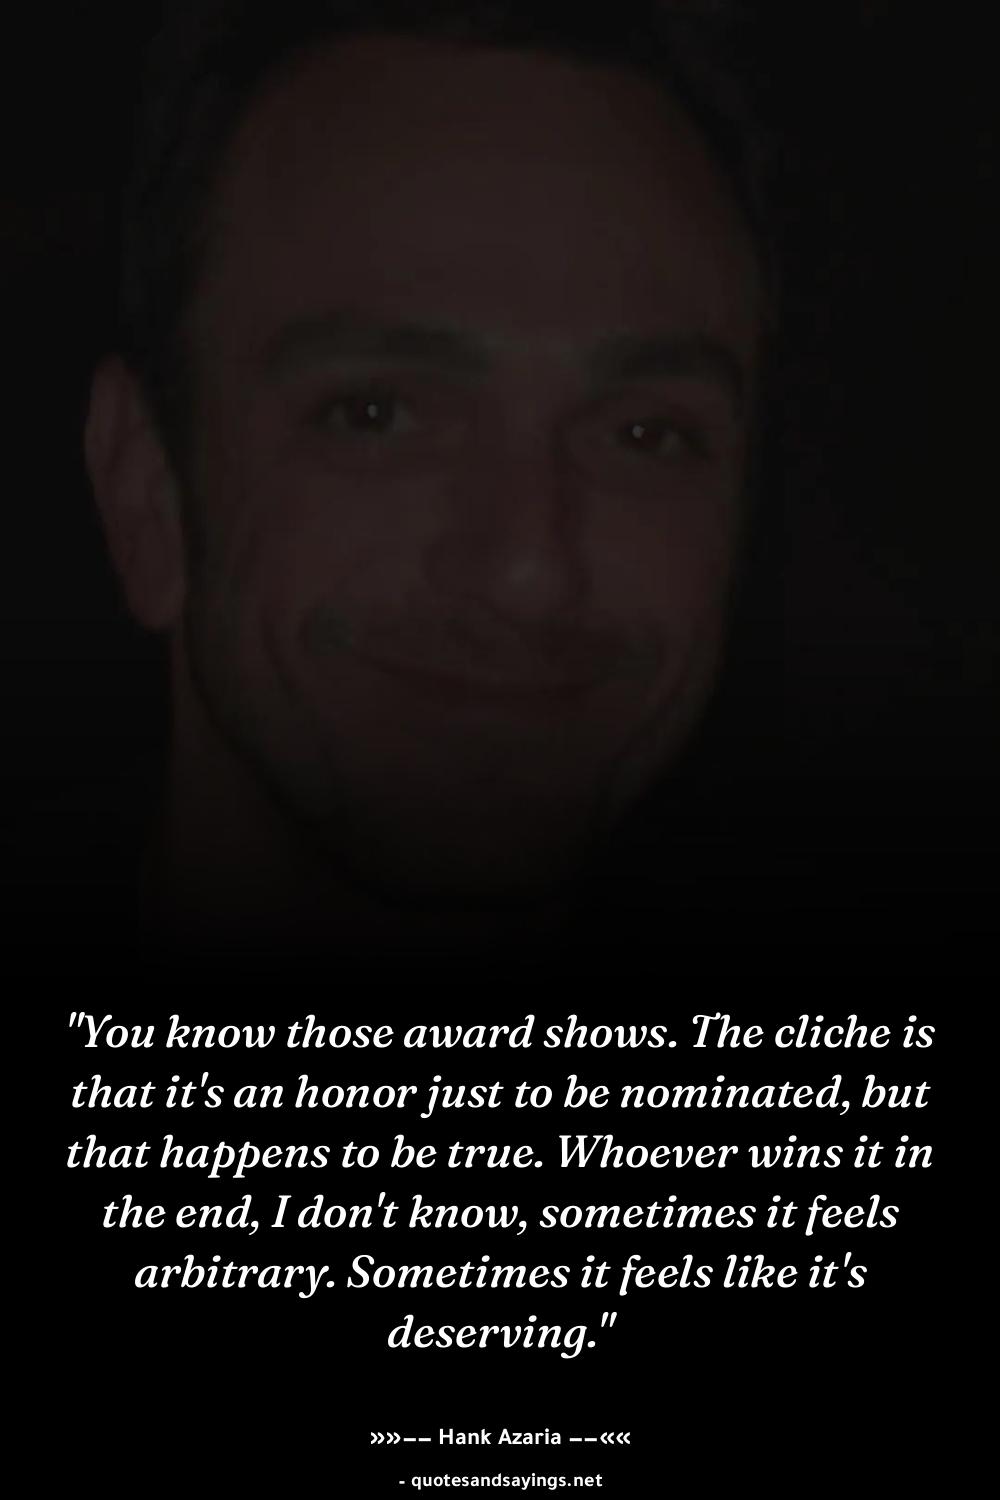 "You know those award shows. The cliche is
that it's an honor just to be nominated, but
that happens to be true. Whoever wins it in
the end, I don't know, sometimes it feels
arbitrary. Sometimes it feels like it's
deserving."
»»—— Hank Azaria ——««
- quotesandsayings.net